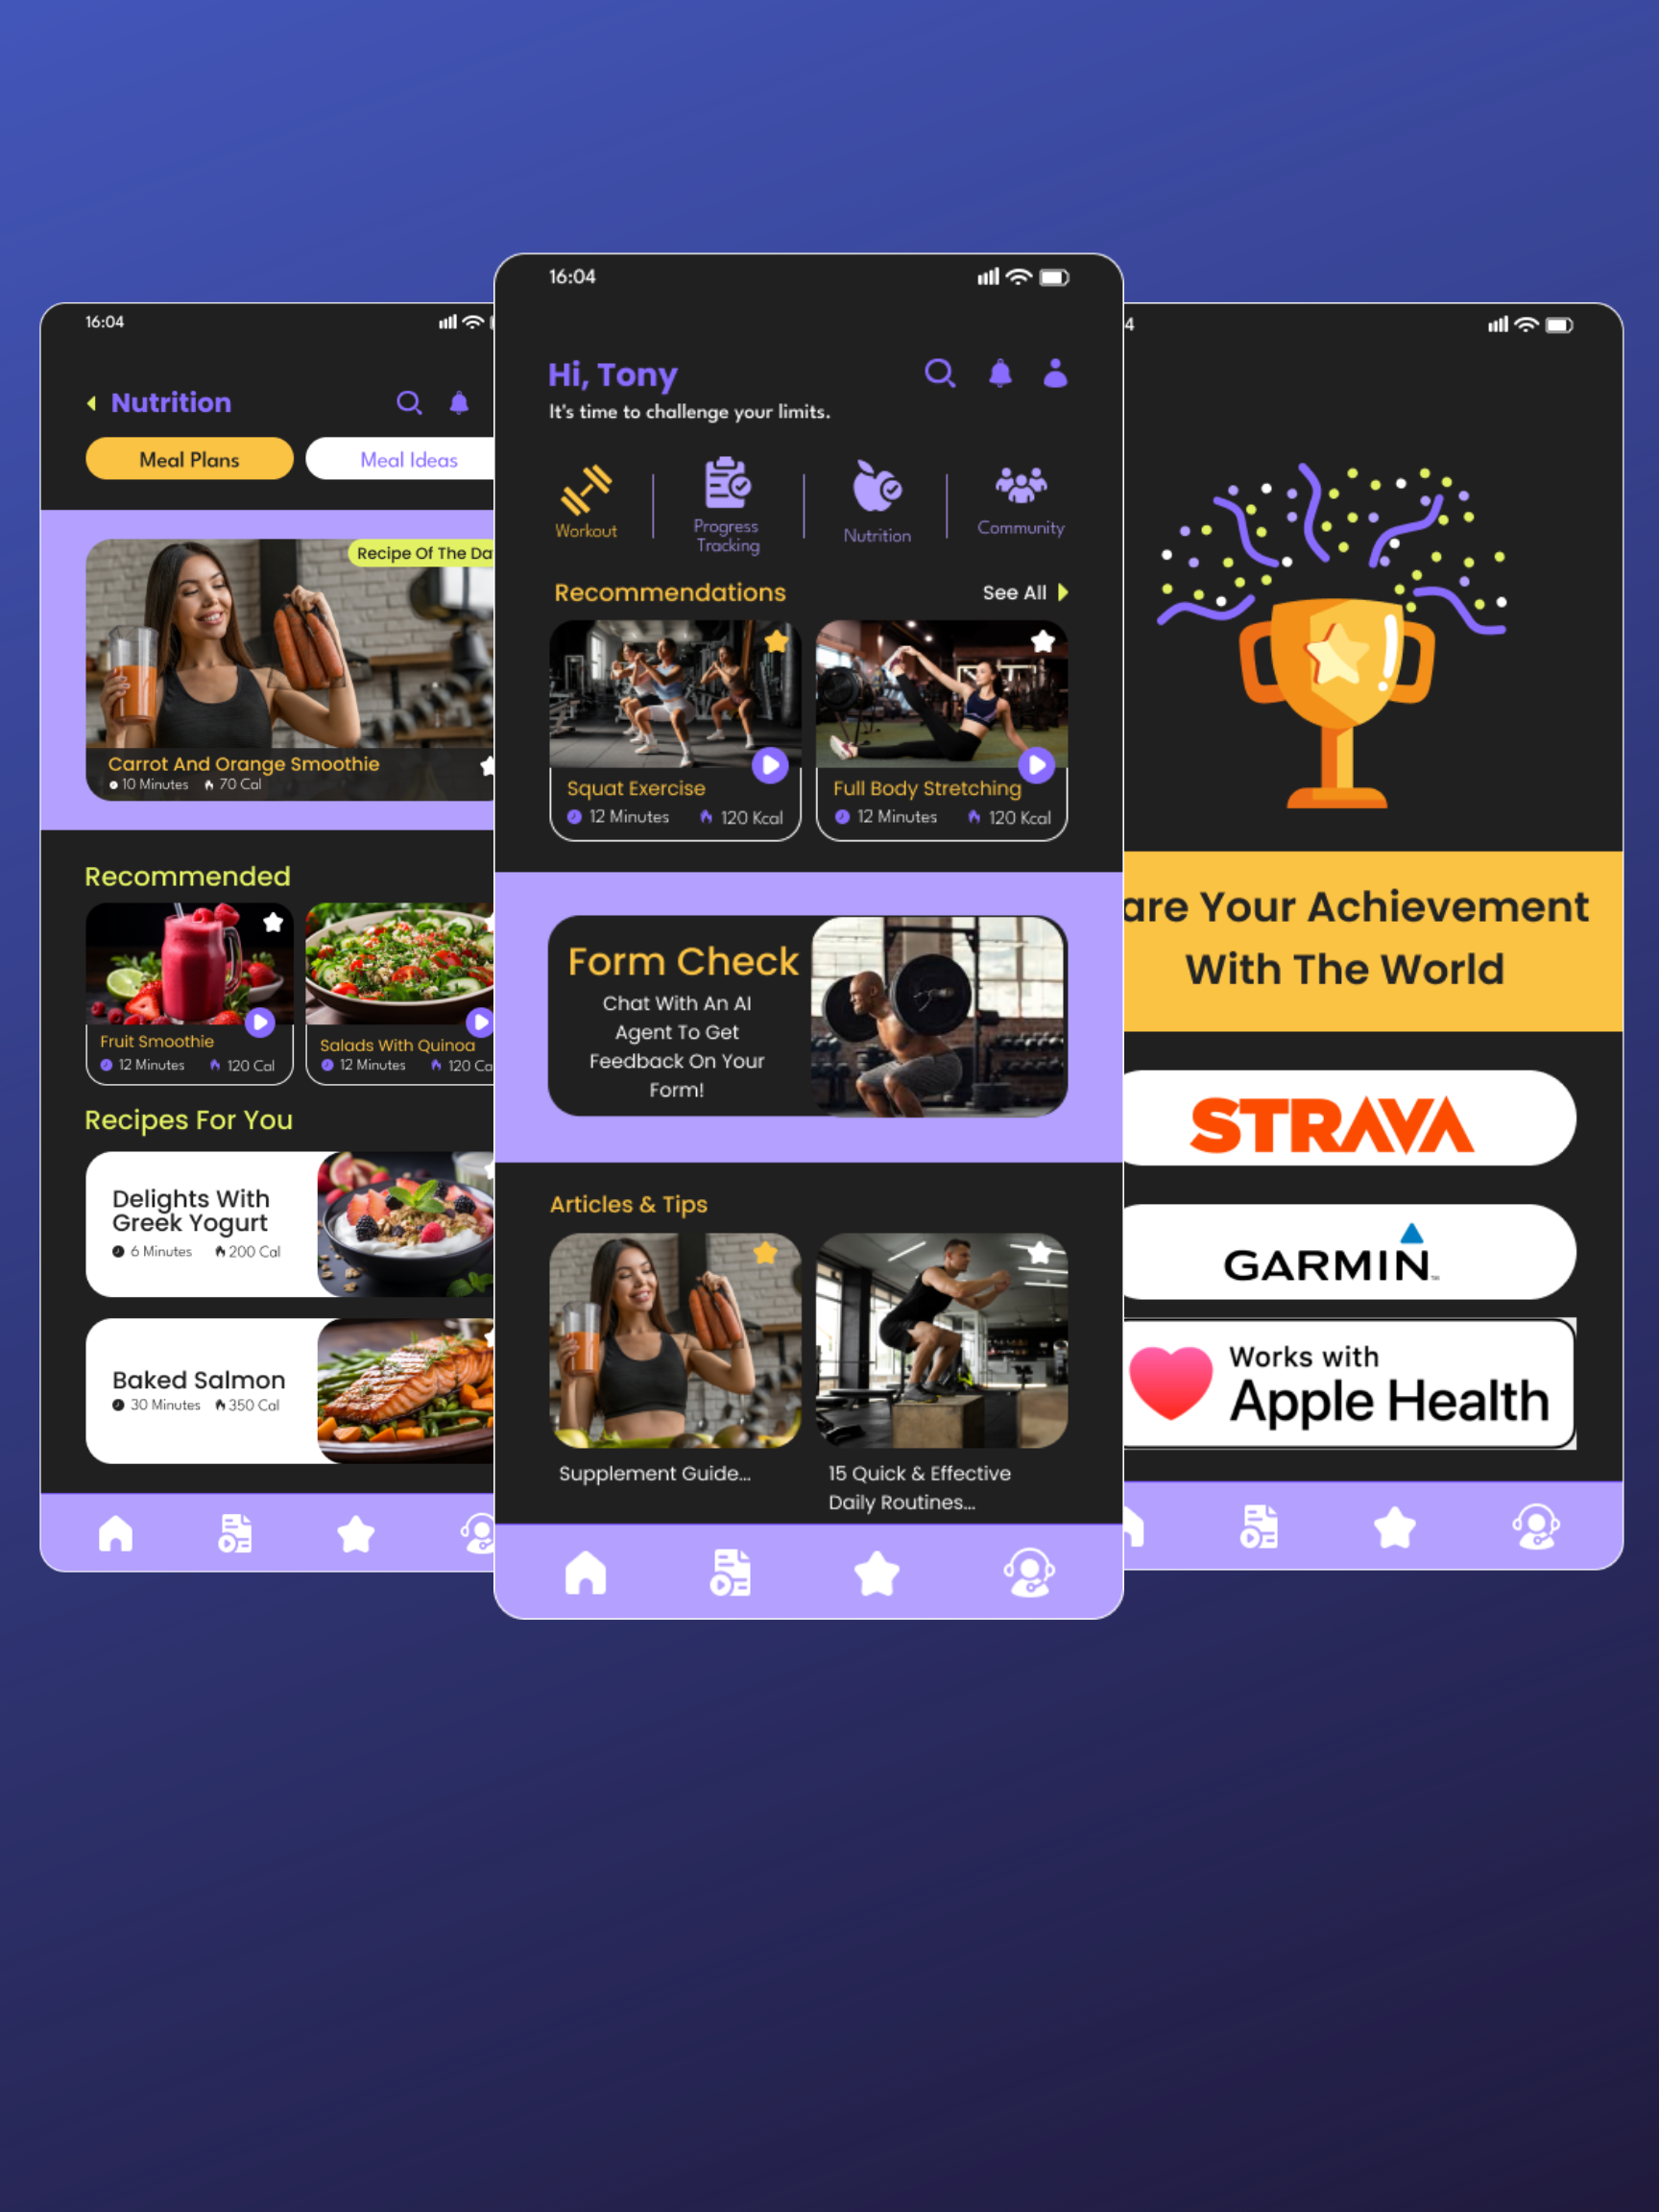 16:04
Nutrition
Meal Plans
Meal Ideas
Recipe Of The Da
Carrot And Orange Smoothie
10 Minutes
70 Cal
Recommended
Fruit Smoothie
12 Minutes
120 Cal
Salads With Quinoa
12 Minutes
120 Ca
Recipes For You
Delights With
Greek Yogurt
6 Minutes
200 Cal
Baked Salmon
30 Minutes
350 Cal
16:04
Hi, Tony
It's time to challenge your limits.
Workout
Progress
Tracking
Nutrition
Community
Recommendations
See All
Squat Exercise
12 Minutes
120 Kcal
Full Body Stretching
12 Minutes
120 Kcal
Form Check
Chat With An AI
Agent To Get
Feedback On Your
Form!
Articles & Tips
Supplement Guide...
15 Quick & Effective
Daily Routines...
4
are Your Achievement
With The World
STRAVA
GARMIN
Works with
Apple Health